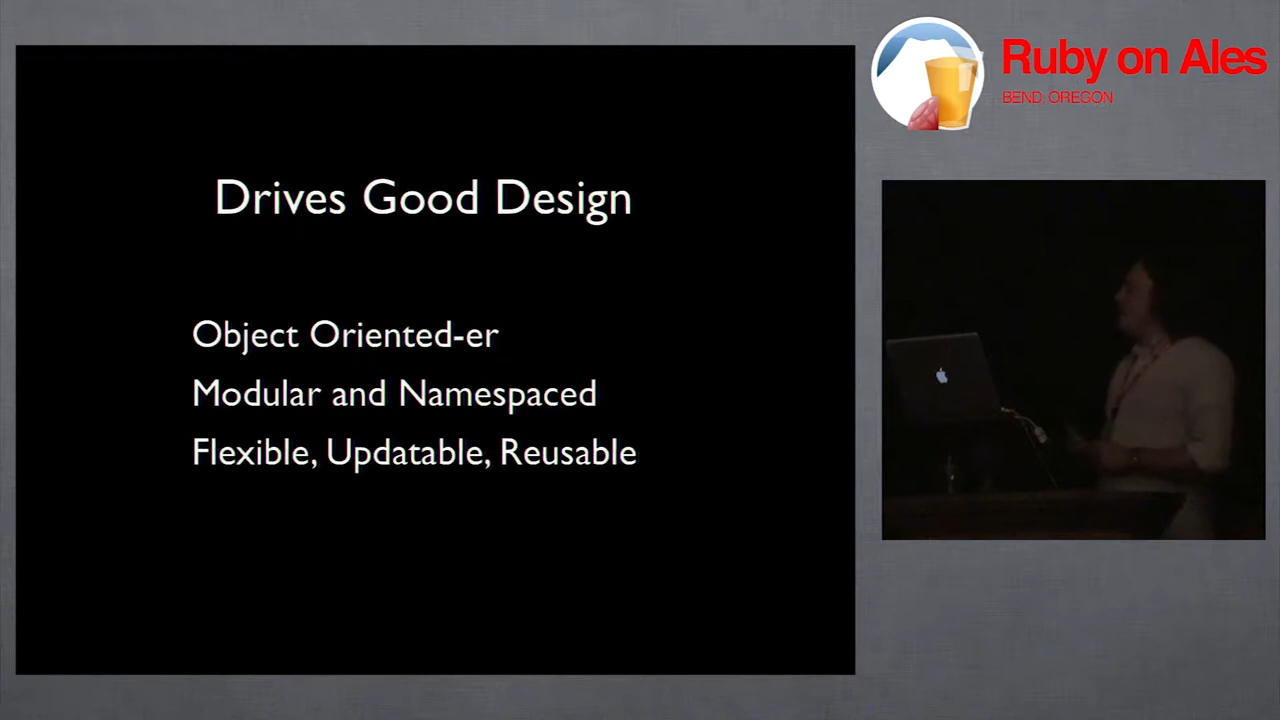 Drives Good Design
Object Oriented-er
Modular and Namespaced
Flexible, Updatable, Reusable
Ruby on Ales
BEND, OREGON